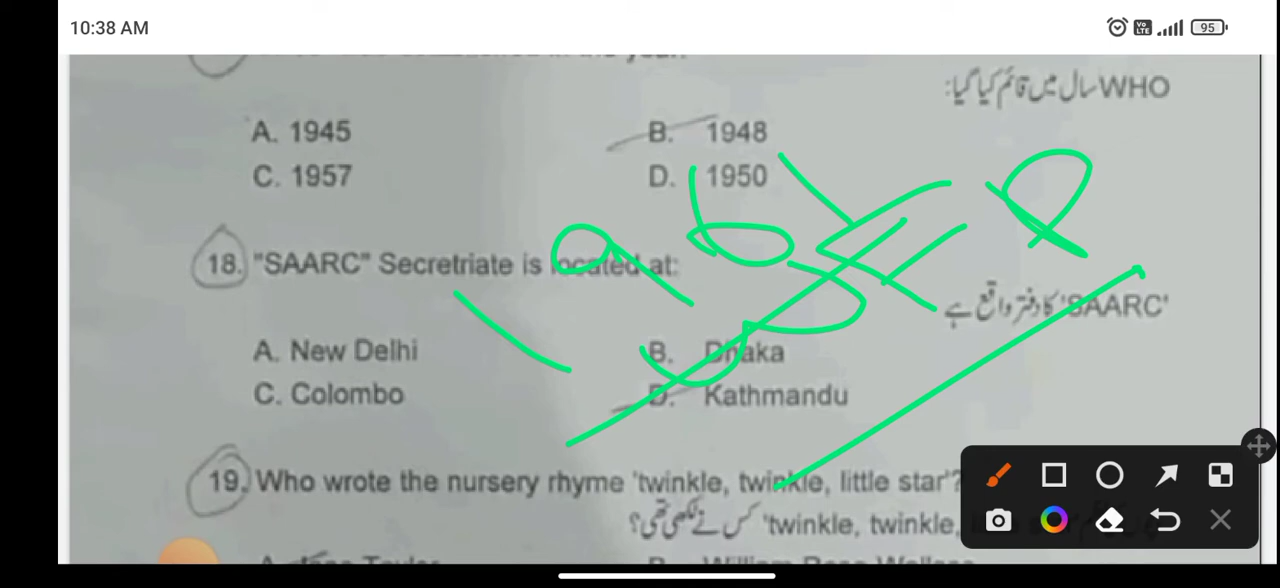 10:38 AM
Vo LTE 95
WHO سال میں قائم کیا گیا:
A. 1945
B. 1948
C. 1957
D. 1950
18. "SAARC" Secretriate is located at:
'SAARC' کا دفتر واقع ہے
A. New Delhi
B. Dhaka
C. Colombo
D. Kathmandu
19. Who wrote the nursery rhyme 'twinkle, twinkle, little star'?
'twinkle, twinkle, کس نے لکھی تھی؟